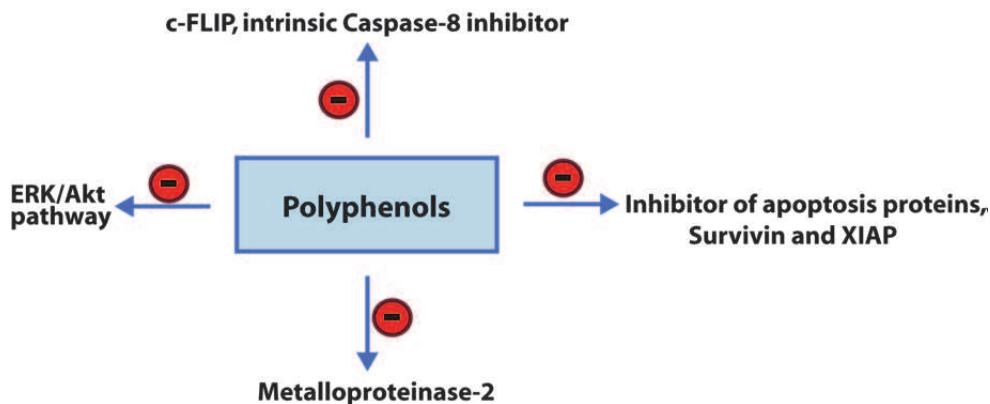 c-FLIP, intrinsic Caspase-8 inhibitor
ERK/Akt
pathway
Polyphenols
Inhibitor of apoptosis proteins,
Survivin and XIAP
Metalloproteinase-2